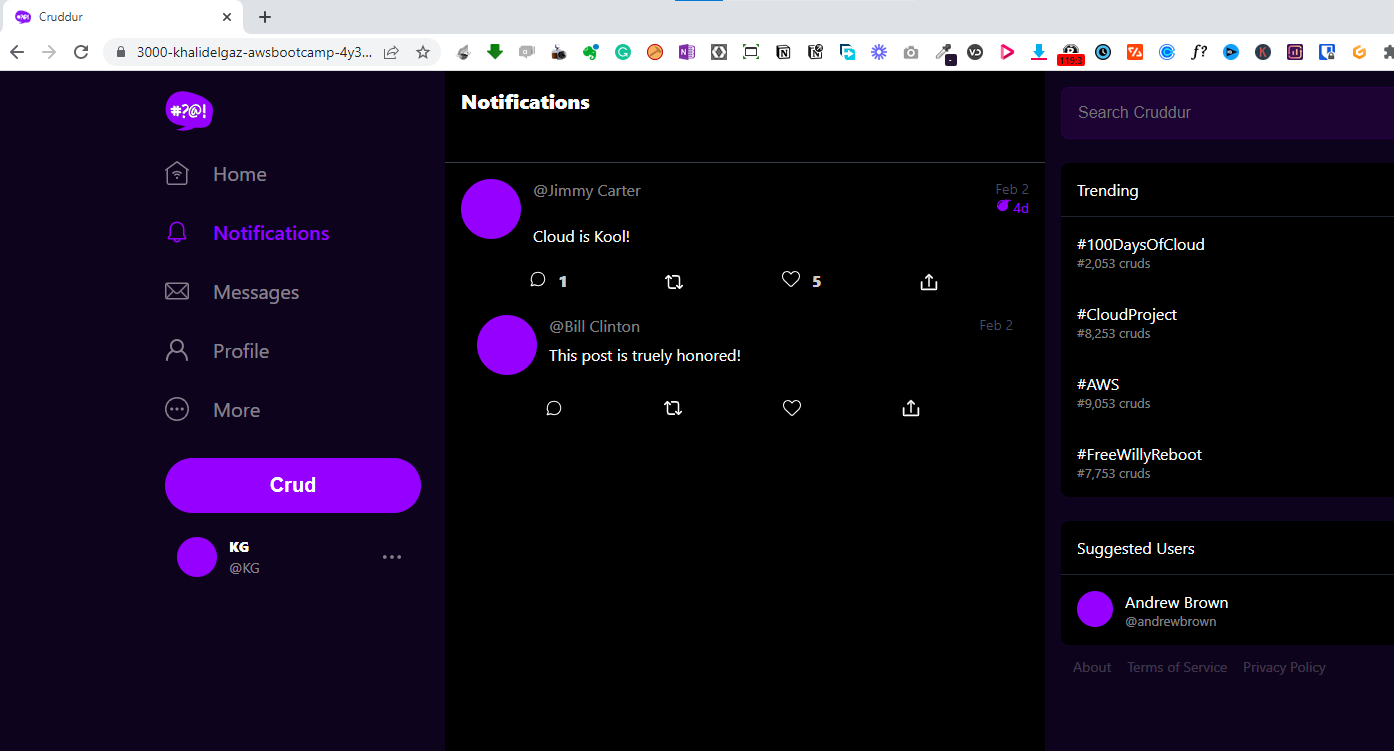 Cruddur
3000-khalidelgaz-awsbootcamp-4y3...
119.3
#?@!
Home
Notifications
Messages
Profile
More
Crud
KG
@KG
Notifications
@Jimmy Carter
Feb 2
4d
Cloud is Kool!
1
5
@Bill Clinton
Feb 2
This post is truely honored!
Search Cruddur
Trending
#100DaysOfCloud
#2,053 cruds
#CloudProject
#8,253 cruds
#AWS
#9,053 cruds
#FreeWillyReboot
#7,753 cruds
Suggested Users
Andrew Brown
@andrewbrown
About Terms of Service Privacy Policy